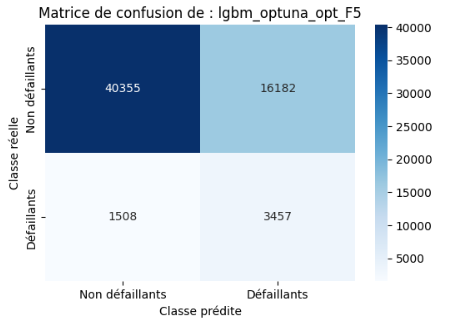 Matrice de confusion de : lgbm_optuna_opt_F5
Classe réelle
Non défaillants
Défaillants
40355
16182
1508
3457
Non défaillants
Défaillants
Classe prédite
40000
35000
30000
25000
20000
15000
10000
5000